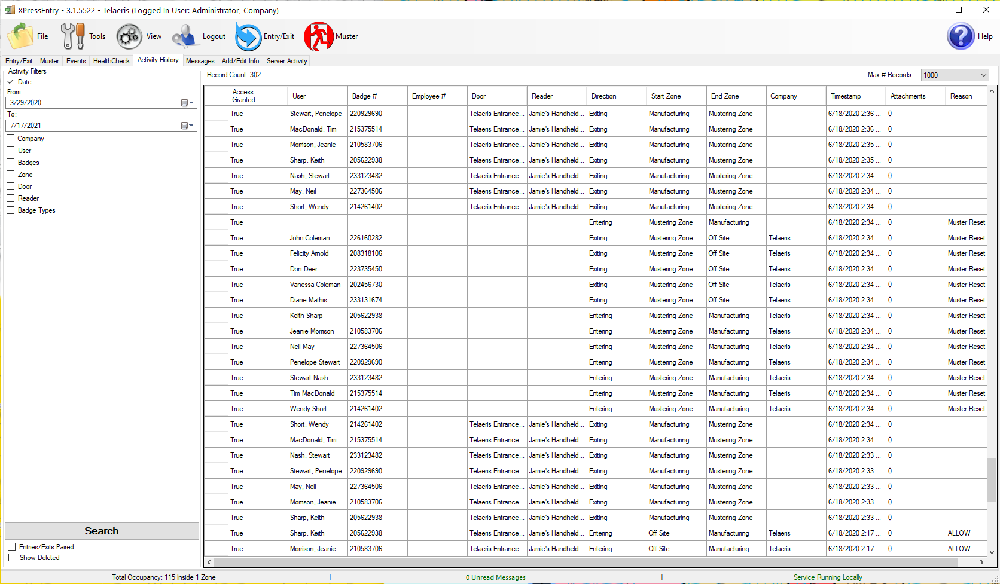 XPressEntry - 3.1.5522 - Telaeris (Logged In User: Administrator, Company)
File Tools View Logout Entry/Exit Muster Help
Entry/Exit Muster Events HealthCheck Activity History Messages Add/Edit Info Server Activity
Activity Filters
Date
From:
3/29/2020
To:
7/17/2021
Company
User
Badges
Zone
Door
Reader
Badge Types
Search
Entries/Exits Paired
Show Deleted
Record Count: 302 Max # Records: 1000
Access Granted User Badge # Employee # Door Reader Direction Start Zone End Zone Company Timestamp Attachments Reason
True Stewart, Penelope 220929690 Telaeris Entrance... Jamie's Handheld... Exiting Manufacturing Mustering Zone 6/18/2020 2:36 ... 0
True MacDonald, Tim 215375514 Telaeris Entrance... Jamie's Handheld... Exiting Manufacturing Mustering Zone 6/18/2020 2:36 ... 0
True Morrison, Jeanie 210583706 Telaeris Entrance... Jamie's Handheld... Exiting Manufacturing Mustering Zone 6/18/2020 2:35 ... 0
True Sharp, Keith 205622938 Telaeris Entrance... Jamie's Handheld... Exiting Manufacturing Mustering Zone 6/18/2020 2:35 ... 0
True Nash, Stewart 233123482 Telaeris Entrance... Jamie's Handheld... Exiting Manufacturing Mustering Zone 6/18/2020 2:34 ... 0
True May, Neil 227364506 Telaeris Entrance... Jamie's Handheld... Exiting Manufacturing Mustering Zone 6/18/2020 2:34 ... 0
True Short, Wendy 214261402 Telaeris Entrance... Jamie's Handheld... Exiting Manufacturing Mustering Zone 6/18/2020 2:34 ... 0
True Entering Mustering Zone Manufacturing 6/18/2020 2:34 ... 0 Muster Reset
True John Coleman 226160282 Exiting Mustering Zone Off Site Telaeris 6/18/2020 2:34 ... 0 Muster Reset
True Felicity Arnold 208318106 Exiting Mustering Zone Off Site Telaeris 6/18/2020 2:34 ... 0 Muster Reset
True Don Deer 223735450 Exiting Mustering Zone Off Site Telaeris 6/18/2020 2:34 ... 0 Muster Reset
True Vanessa Coleman 202456730 Exiting Mustering Zone Off Site Telaeris 6/18/2020 2:34 ... 0 Muster Reset
True Diane Mathis 233131674 Exiting Mustering Zone Off Site Telaeris 6/18/2020 2:34 ... 0 Muster Reset
True Keith Sharp 205622938 Entering Mustering Zone Manufacturing Telaeris 6/18/2020 2:34 ... 0 Muster Reset
True Jeanie Morrison 210583706 Entering Mustering Zone Manufacturing Telaeris 6/18/2020 2:34 ... 0 Muster Reset
True Neil May 227364506 Entering Mustering Zone Manufacturing Telaeris 6/18/2020 2:34 ... 0 Muster Reset
True Penelope Stewart 220929690 Entering Mustering Zone Manufacturing Telaeris 6/18/2020 2:34 ... 0 Muster Reset
True Stewart Nash 233123482 Entering Mustering Zone Manufacturing Telaeris 6/18/2020 2:34 ... 0 Muster Reset
True Tim MacDonald 215375514 Entering Mustering Zone Manufacturing Telaeris 6/18/2020 2:34 ... 0 Muster Reset
True Wendy Short 214261402 Entering Mustering Zone Manufacturing Telaeris 6/18/2020 2:34 ... 0 Muster Reset
True Short, Wendy 214261402 Telaeris Entrance... Jamie's Handheld... Exiting Manufacturing Mustering Zone 6/18/2020 2:34 ... 0
True MacDonald, Tim 215375514 Telaeris Entrance... Jamie's Handheld... Exiting Manufacturing Mustering Zone 6/18/2020 2:34 ... 0
True Nash, Stewart 233123482 Telaeris Entrance... Jamie's Handheld... Exiting Manufacturing Mustering Zone 6/18/2020 2:33 ... 0
True Stewart, Penelope 220929690 Telaeris Entrance... Jamie's Handheld... Exiting Manufacturing Mustering Zone 6/18/2020 2:33 ... 0
True May, Neil 227364506 Telaeris Entrance... Jamie's Handheld... Exiting Manufacturing Mustering Zone 6/18/2020 2:33 ... 0
True Morrison, Jeanie 210583706 Telaeris Entrance... Jamie's Handheld... Exiting Manufacturing Mustering Zone 6/18/2020 2:33 ... 0
True Sharp, Keith 205622938 Telaeris Entrance... Jamie's Handheld... Exiting Manufacturing Mustering Zone 6/18/2020 2:33 ... 0
True Sharp, Keith 205622938 Telaeris Entrance... Jamie's Handheld... Entering Off Site Manufacturing Telaeris 6/18/2020 2:17 ... 0 ALLOW
True Morrison, Jeanie 210583706 Telaeris Entrance... Jamie's Handheld... Entering Off Site Manufacturing Telaeris 6/18/2020 2:17 ... 0 ALLOW
Total Occupancy: 115 Inside 1 Zone | 0 Unread Messages | Service Running Locally